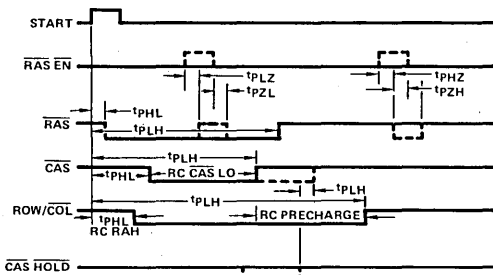 START
RAS EN
tPLZ
tPHZ
tPZL
tPZH
tPHL
RAS
tPLH
tPLH
CAS
tPHL RC CAS LO
tPLH
tPLH
ROW/COL
tPHL RC PRECHARGE
RC RAH
CAS HOLD